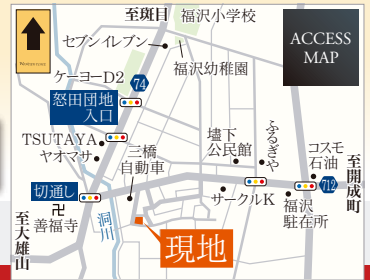 至斑目
福沢小学校
セブンイレブン
福沢幼稚園
ACCESS
MAP
ケーヨーD2
74
怒田団地
入口
TSUTAYA
ヤオマサ
三橋
自動車
壗下
公民館
ふるぎや
コスモ
石油
至開成町
712
切通し
卍
善福寺
洞川
サークルK
福沢
駐在所
至大雄山
現地